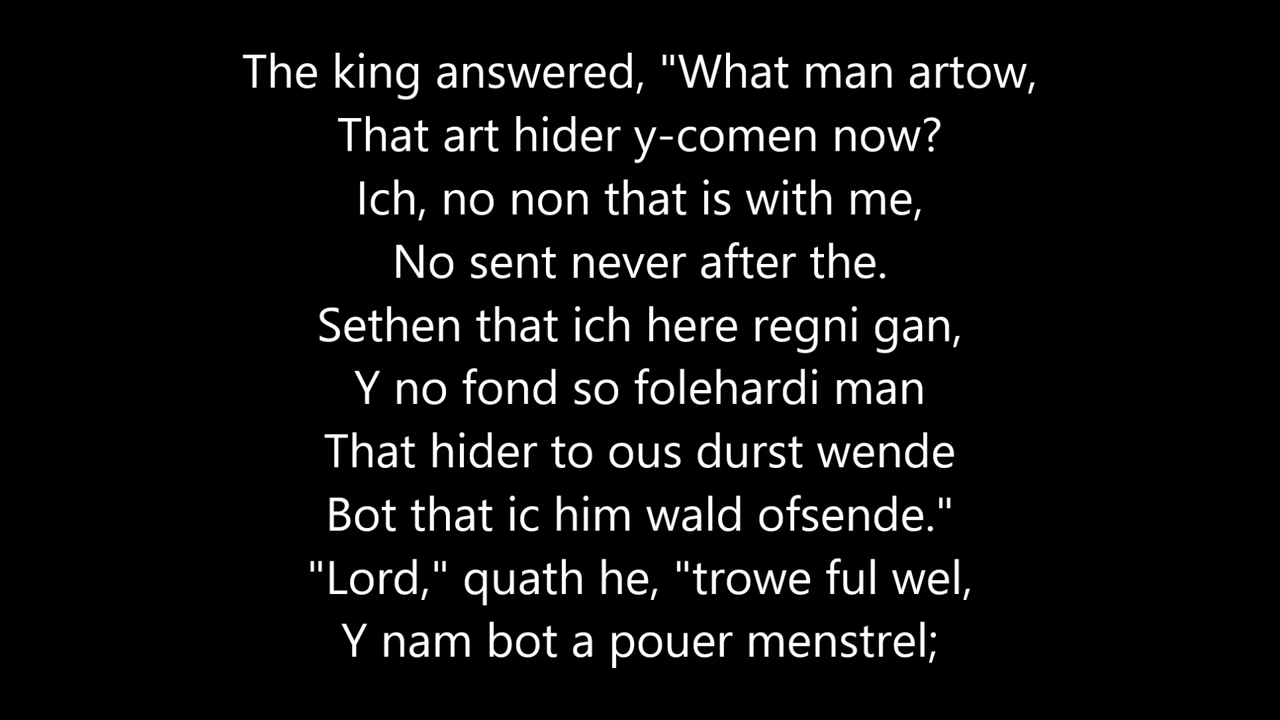 The king answered, "What man artow,
That art hider y-comen now?
Ich, no non that is with me,
No sent never after the.
Sethen that ich here regni gan,
Y no fond so folehardi man
That hider to ous durst wende
Bot that ic him wald ofsende."
"Lord," quath he, "trowe ful wel,
Y nam bot a pouer menstrel;